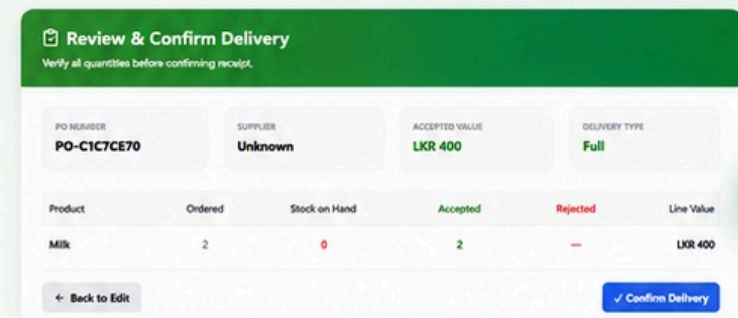 Review & Confirm Delivery
Verify all quantities before confirming receipt.
PO NUMBER SUPPLIER ACCEPTED VALUE DELIVERY TYPE
PO-C1C7CE70 Unknown LKR 400 Full
Product Ordered Stock on Hand Accepted Rejected Line Value
Milk 2 0 2 — LKR 400
← Back to Edit ✓ Confirm Delivery